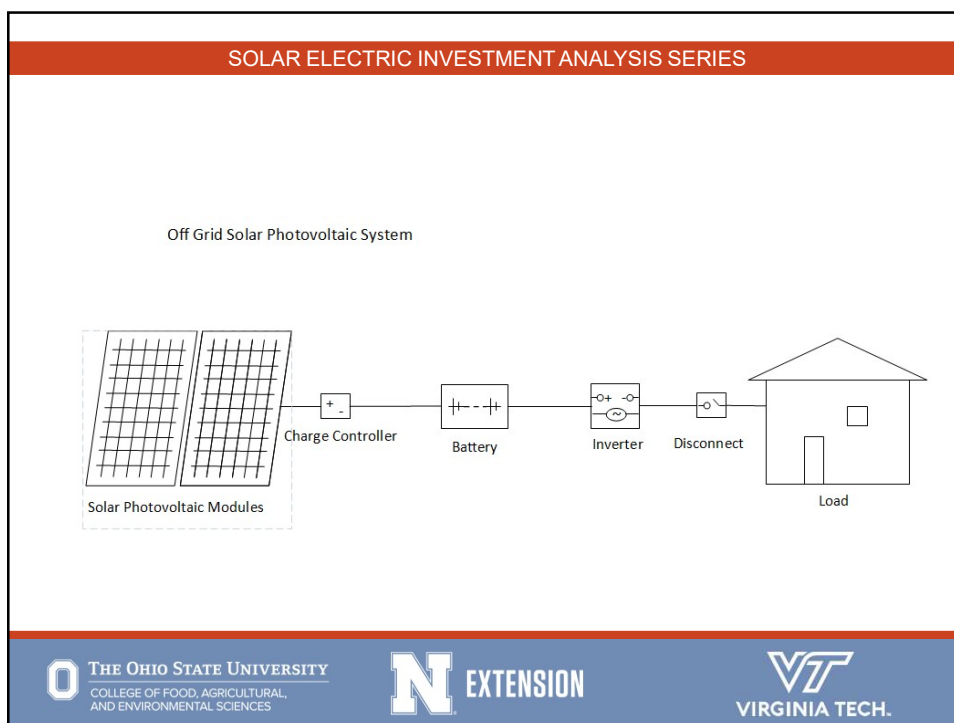 SOLAR ELECTRIC INVESTMENT ANALYSIS SERIES
Off Grid Solar Photovoltaic System
Charge Controller
Battery
Inverter
Disconnect
Solar Photovoltaic Modules
Load
THE OHIO STATE UNIVERSITY
COLLEGE OF FOOD, AGRICULTURAL,
AND ENVIRONMENTAL SCIENCES
N EXTENSION
VT
VIRGINIA TECH.